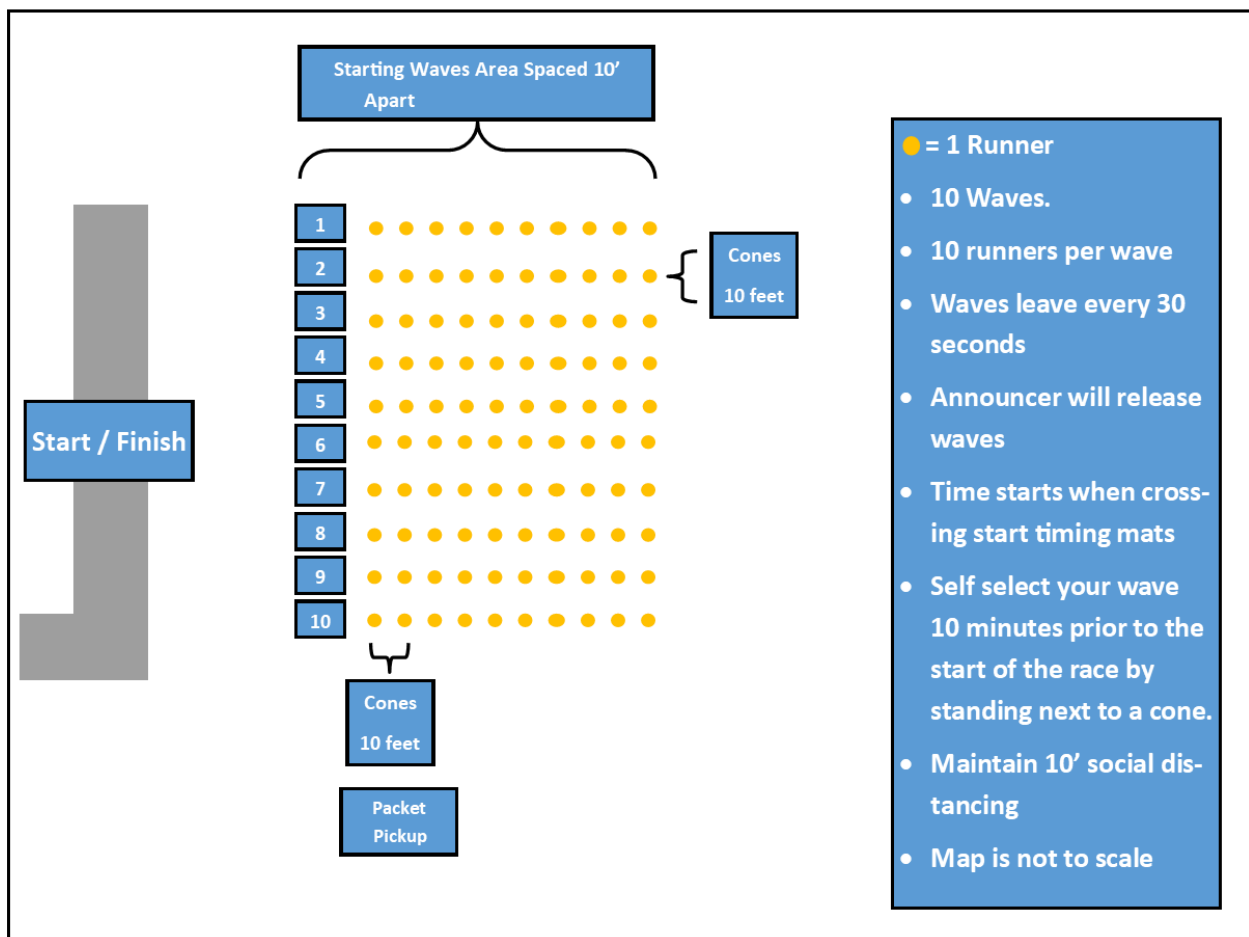 Starting Waves Area Spaced 10’
Apart
1
2
3
4
5
6
7
8
9
10
Cones
10 feet
Start / Finish
Cones
10 feet
Packet
Pickup
= 1 Runner
• 10 Waves.
• 10 runners per wave
• Waves leave every 30
seconds
• Announcer will release
waves
• Time starts when cross-
ing start timing mats
• Self select your wave
10 minutes prior to the
start of the race by
standing next to a cone.
• Maintain 10’ social dis-
tancing
• Map is not to scale